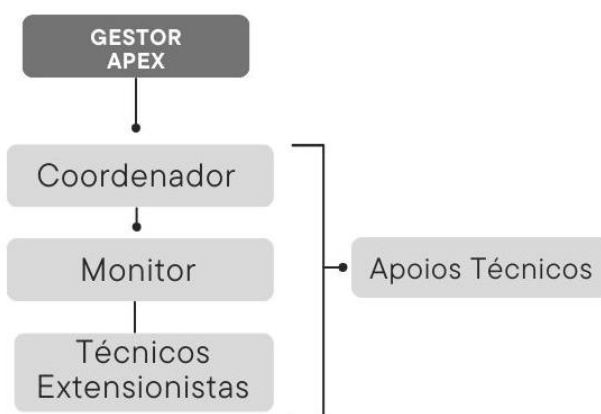 GESTOR
APEX
Coordenador
Monitor
Apoios Técnicos
Técnicos
Extensionistas